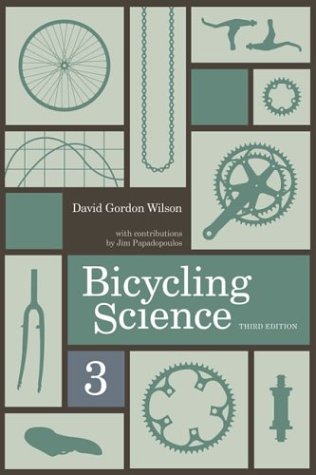 David Gordon Wilson
with contributions
by Jim Papadopoulos
Bicycling
Science THIRD EDITION
3